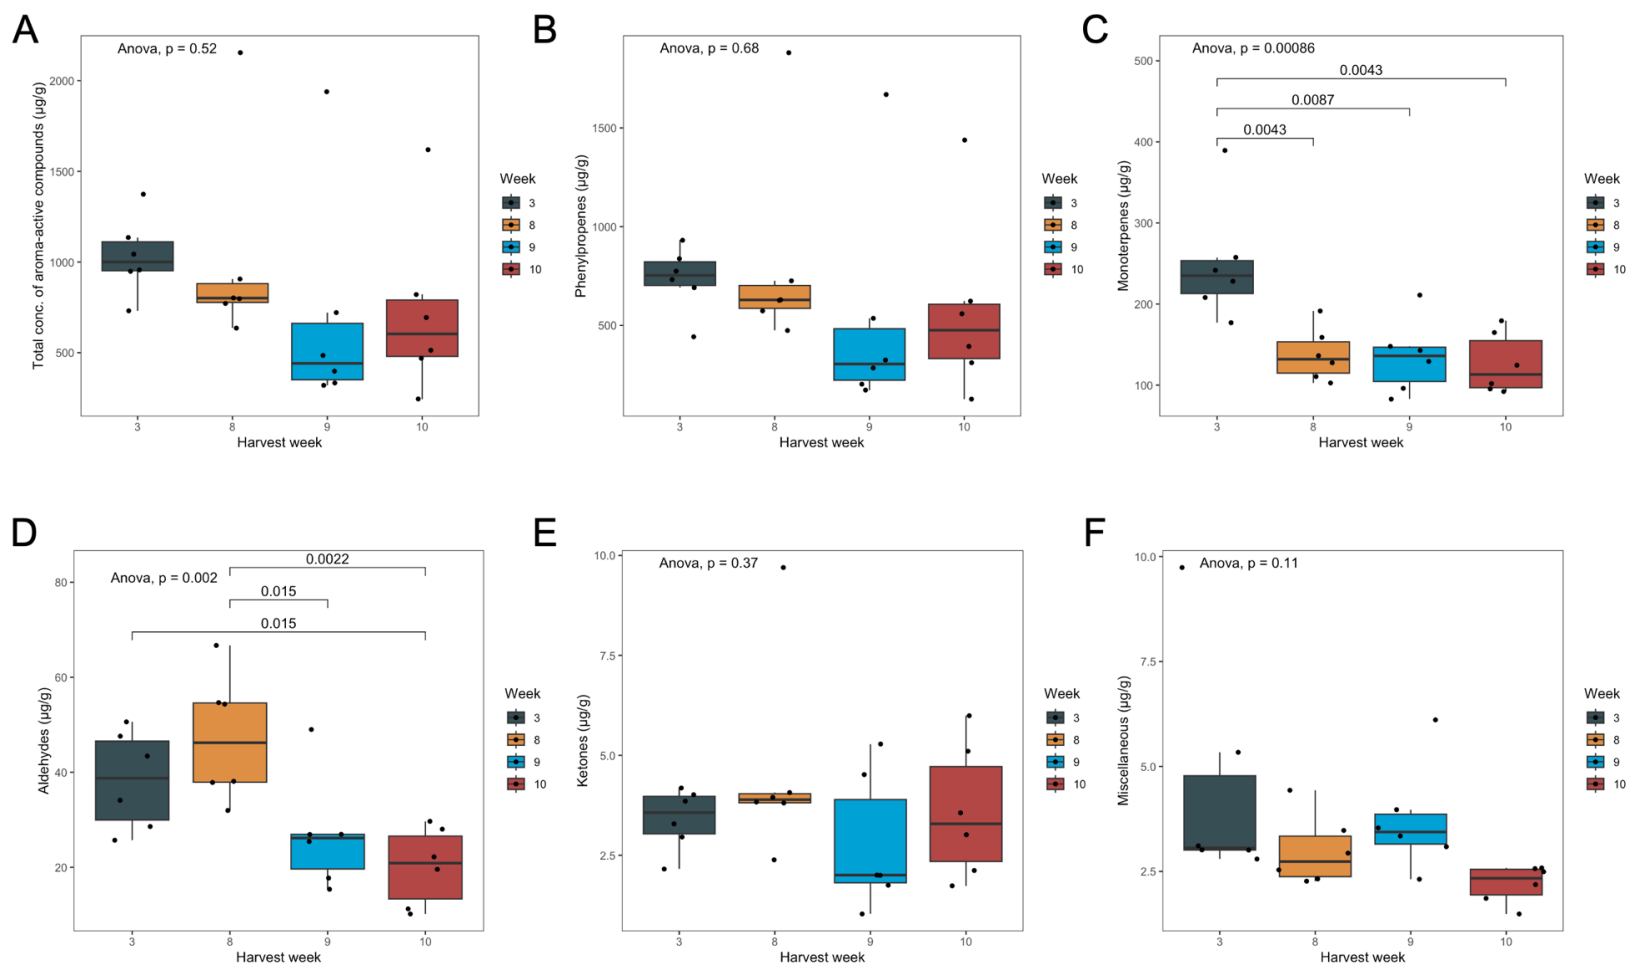 A
Anova, p = 0.52
Total conc. of aroma-active compounds (µg/g)
2000
1500
1000
500
3
8
9
10
Harvest week
Week
3
8
9
10
B
Anova, p = 0.68
Phenylpropenes (µg/g)
1500
1000
500
3
8
9
10
Harvest week
Week
3
8
9
10
C
Anova, p = 0.00086
0.0043
0.0087
0.0043
Monoterpenes (µg/g)
500
400
300
200
100
3
8
9
10
Harvest week
Week
3
8
9
10
D
Anova, p = 0.002
0.0022
0.015
0.015
Aldehydes (µg/g)
80
60
40
20
3
8
9
10
Harvest week
Week
3
8
9
10
E
Anova, p = 0.37
Ketones (µg/g)
10.0
7.5
5.0
2.5
3
8
9
10
Harvest week
Week
3
8
9
10
F
Anova, p = 0.11
Miscellaneous (µg/g)
10.0
7.5
5.0
2.5
3
8
9
10
Harvest week
Week
3
8
9
10